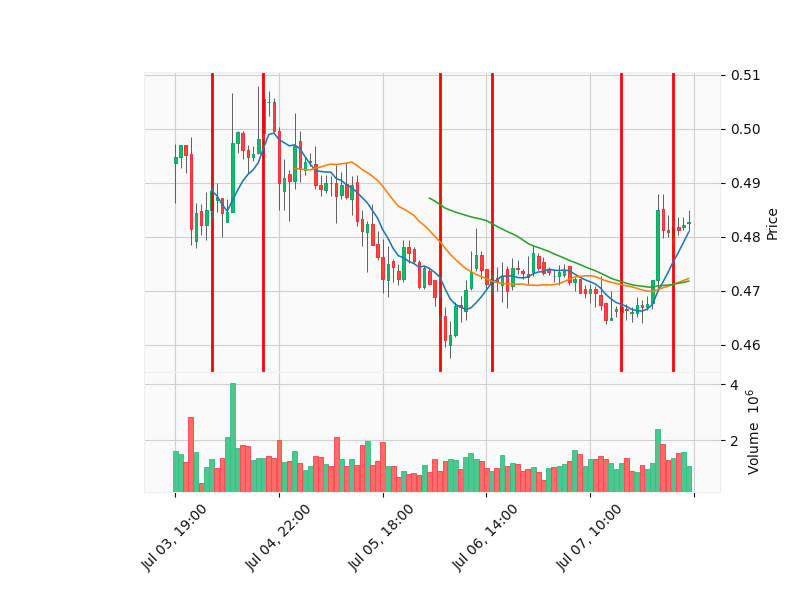 0.51
0.50
0.49
0.48
0.47
0.46
Price
4
2
Volume 10^6
Jul 03, 19:00
Jul 04, 22:00
Jul 05, 18:00
Jul 06, 14:00
Jul 07, 10:00